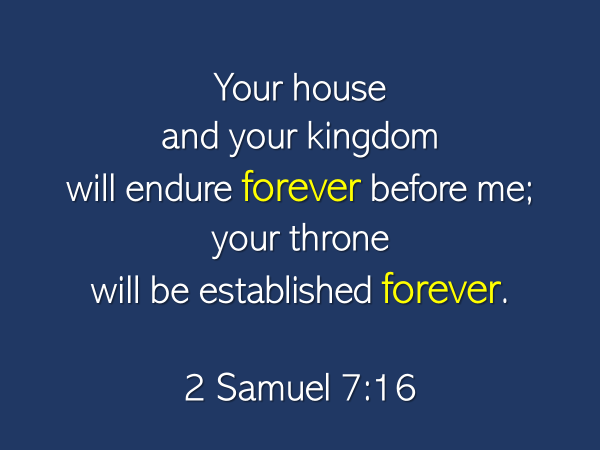 Your house
and your kingdom
will endure forever before me;
your throne
will be established forever.
2 Samuel 7:16